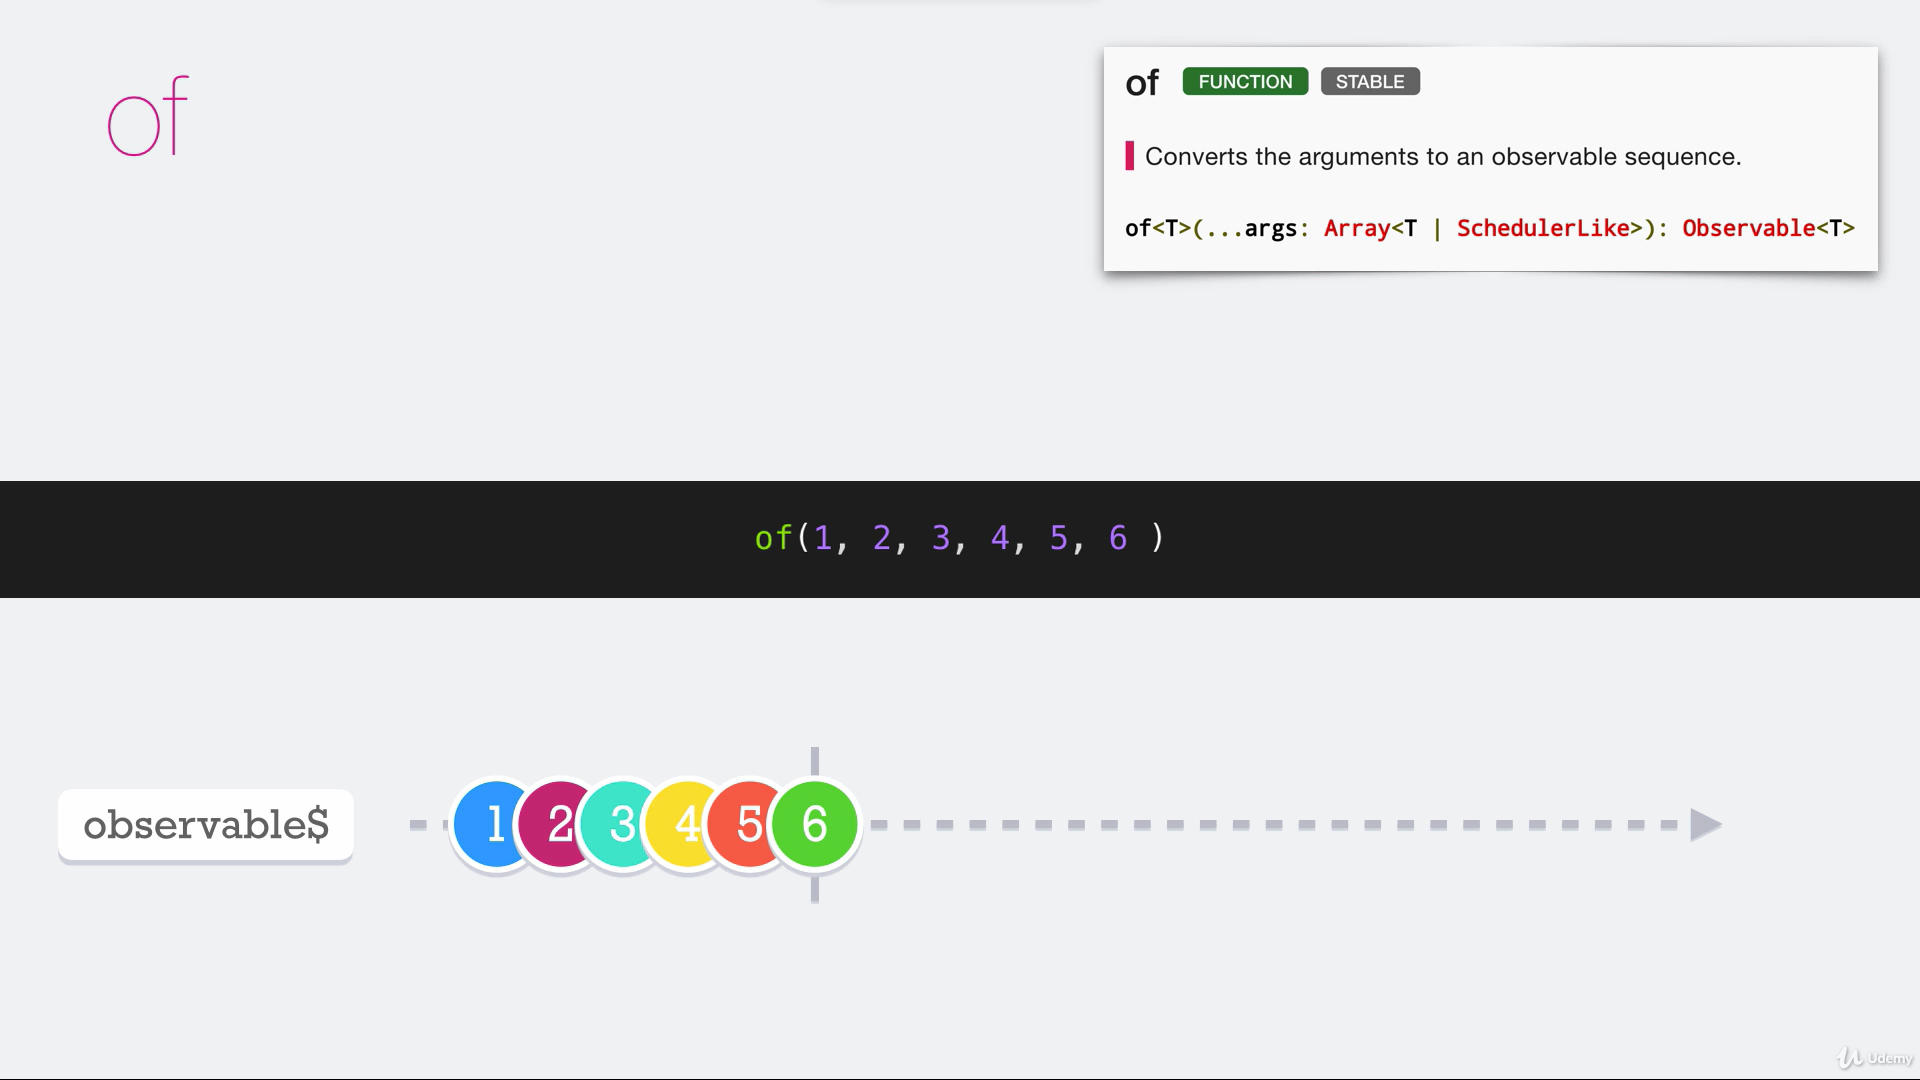 of
of FUNCTION STABLE
Converts the arguments to an observable sequence.
of<T>(...args: Array<T | SchedulerLike>): Observable<T>
of(1, 2, 3, 4, 5, 6 )
observable$ 1 2 3 4 5 6
Udemy